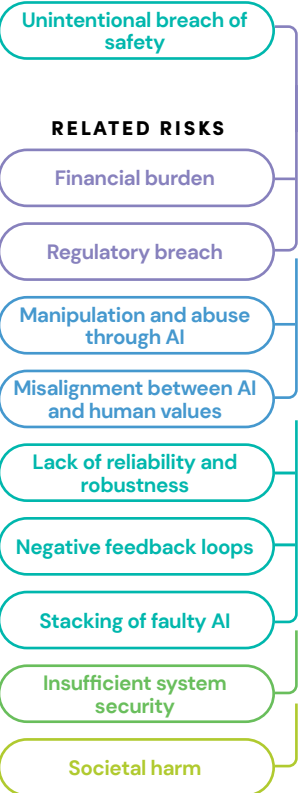 Unintentional breach of
safety
RELATED RISKS
Financial burden
Regulatory breach
Manipulation and abuse
through AI
Misalignment between AI
and human values
Lack of reliability and
robustness
Negative feedback loops
Stacking of faulty AI
Insufficient system
security
Societal harm